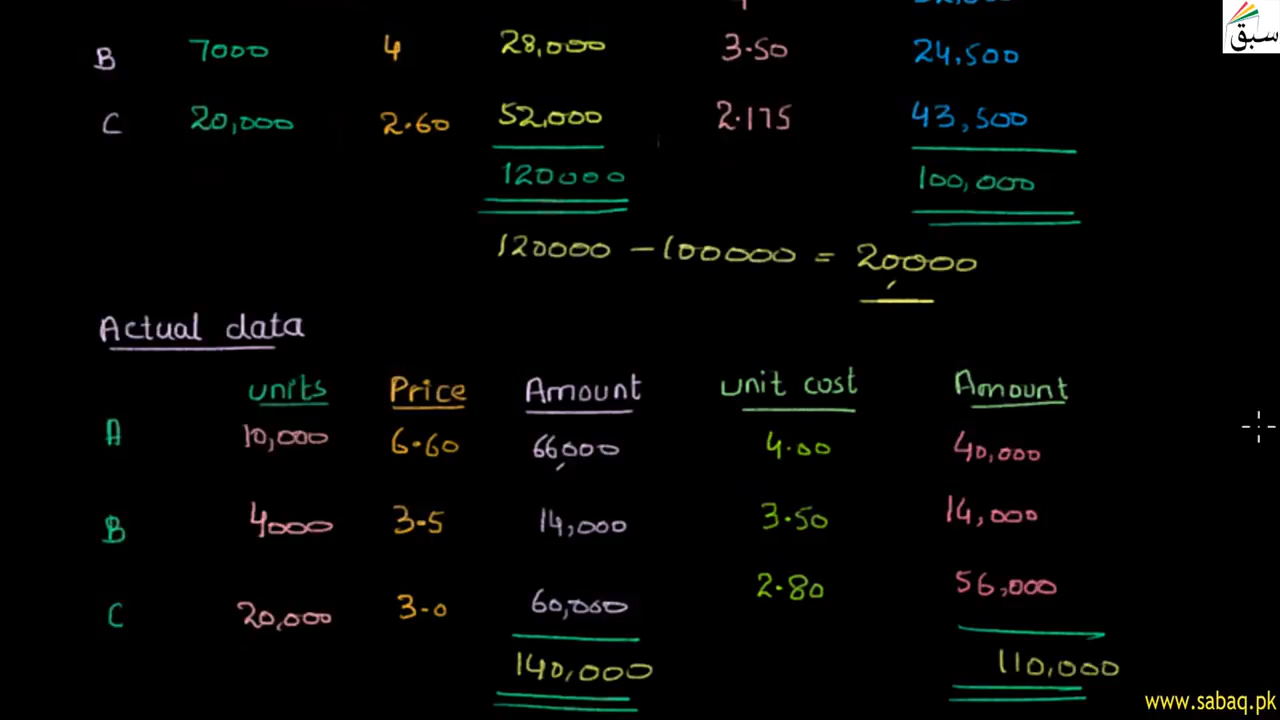 سبق
B 7000 4 28,000 3.50 24,500
C 20,000 2.60 52,000 2.175 43,500
120000 100,000
120000 - 100000 = 20,000
Actual data
units Price Amount unit cost Amount
A 10,000 6.60 66,000 4.00 40,000
B 4000 3.5 14,000 3.50 14,000
C 20,000 3.0 60,000 2.80 56,000
140,000 110,000
www.sabaq.pk